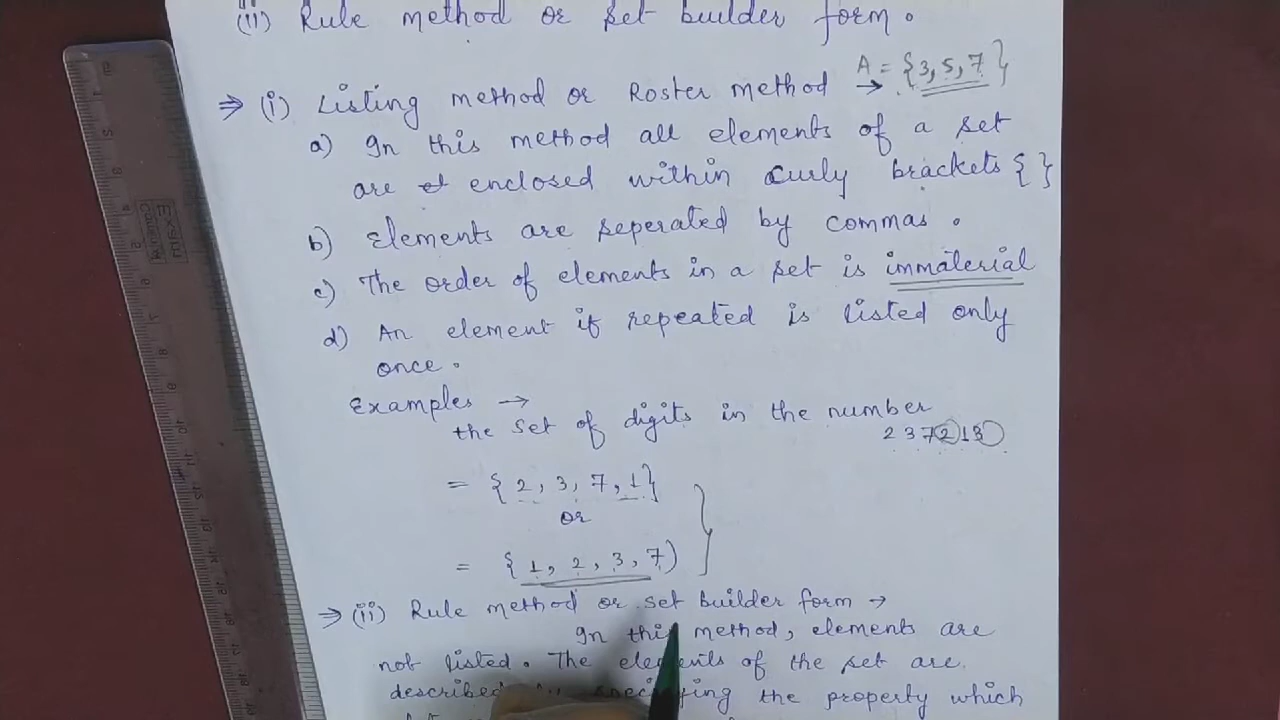 (ii) Rule method or set builder form.
A = {3, 5, 7}
⇒ (i) Listing method or Roster method →
a) In this method all elements of a set
are enclosed within curly brackets { }
b) Elements are seperated by commas.
c) The order of elements in a set is immaterial
d) An element if repeated is listed only
once.
Examples →
the set of digits in the number
237213
= {2, 3, 7, 1}
or
= {1, 2, 3, 7)
⇒ (ii) Rule method or set builder form →
In this method, elements are
not listed. The elements of the set are
described the property which